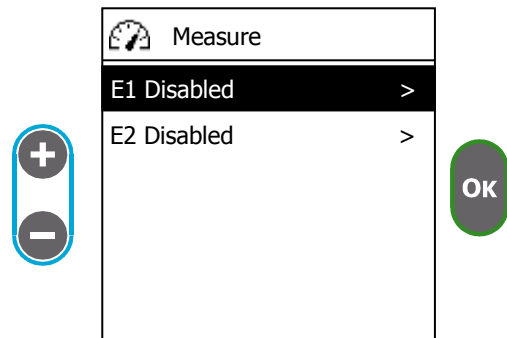 Measure
E1 Disabled >
E2 Disabled >
+
OK
-